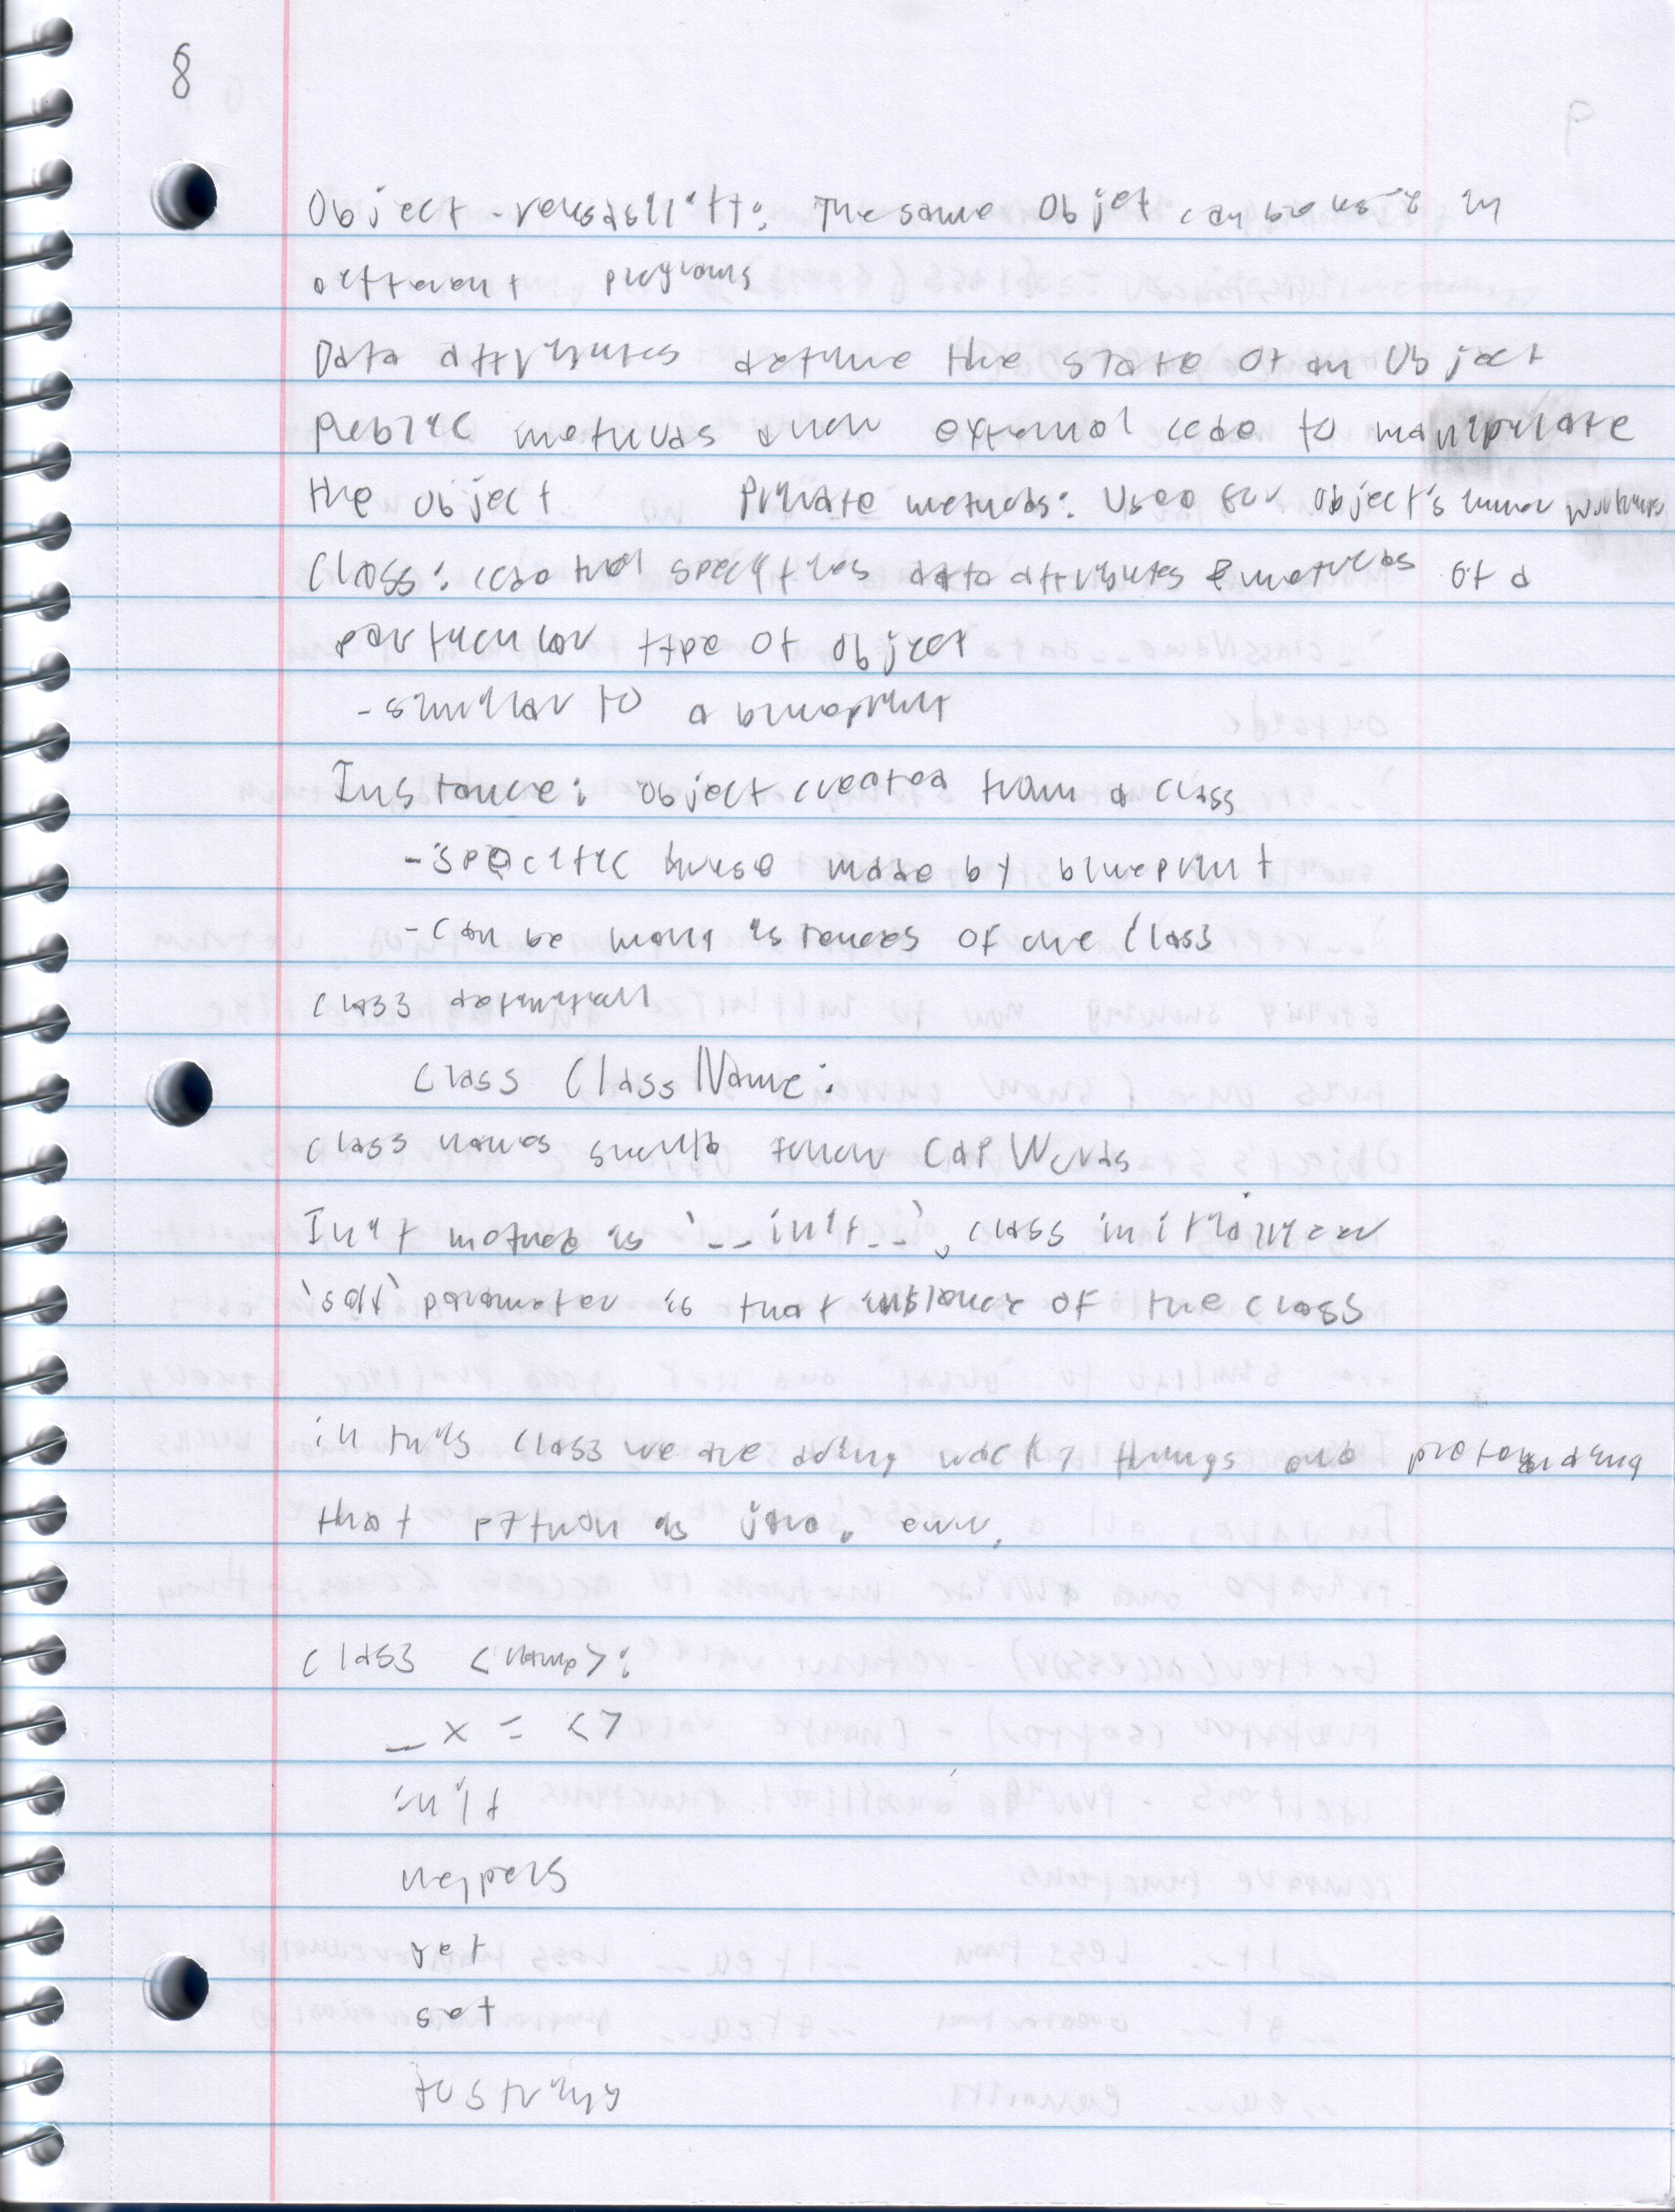 8
Object-reusability: The same Objet can be used in
different programs
Data attributes define the state of an Object
Public methods allow external code to manipulate
the object Private methods: Used for object's inner workings
Class: code that specifies data attributes & methods of a
particular type of object
- similar to a blueprint
Instance: object created from a class
- specific house made by blueprint
- can be many istances of one class
class definition
class ClassName:
class names should follow CapWords
Init method is `__init__`, class initializer
`self` parameter is that instance of the class
in this class we are doing wacky things and pretending
that python is java.
class <name>:
_x = <>
init
helpers
get
set
tostring